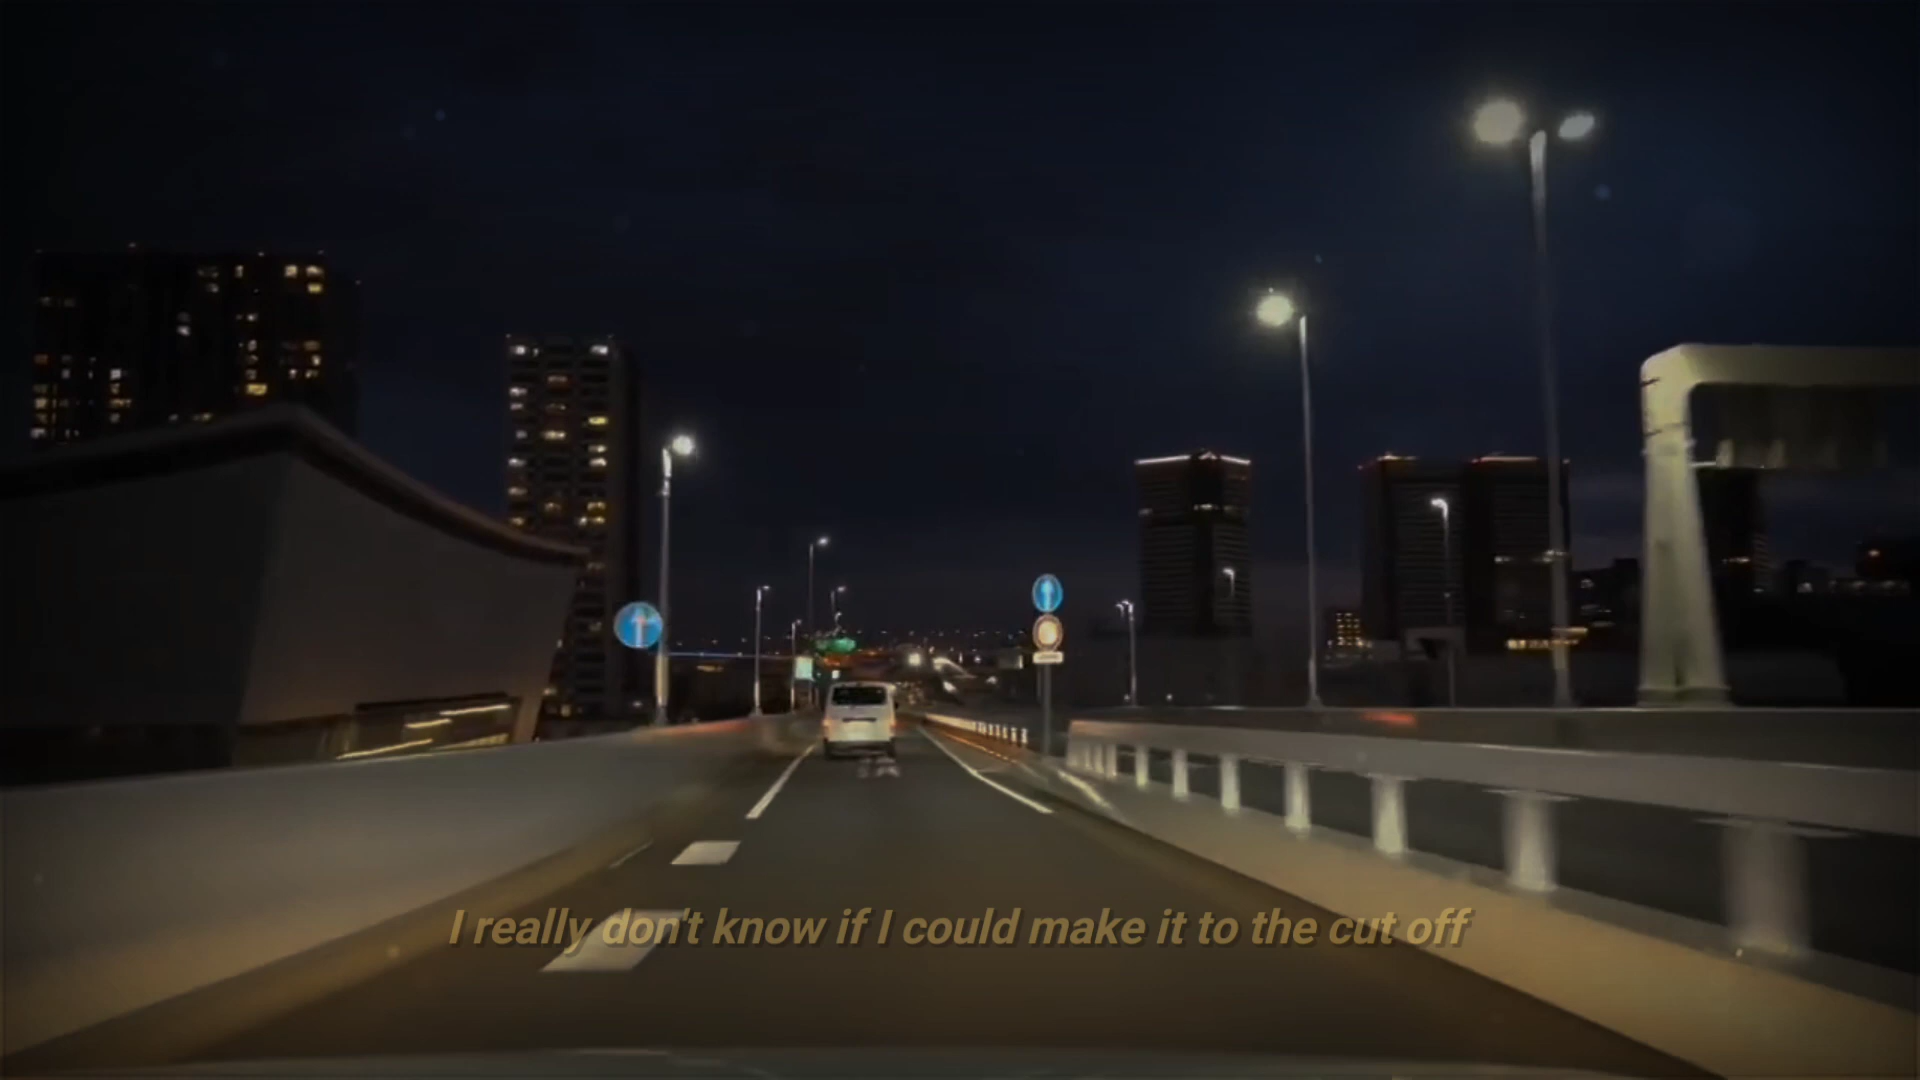 I really don't know if I could make it to the cut off